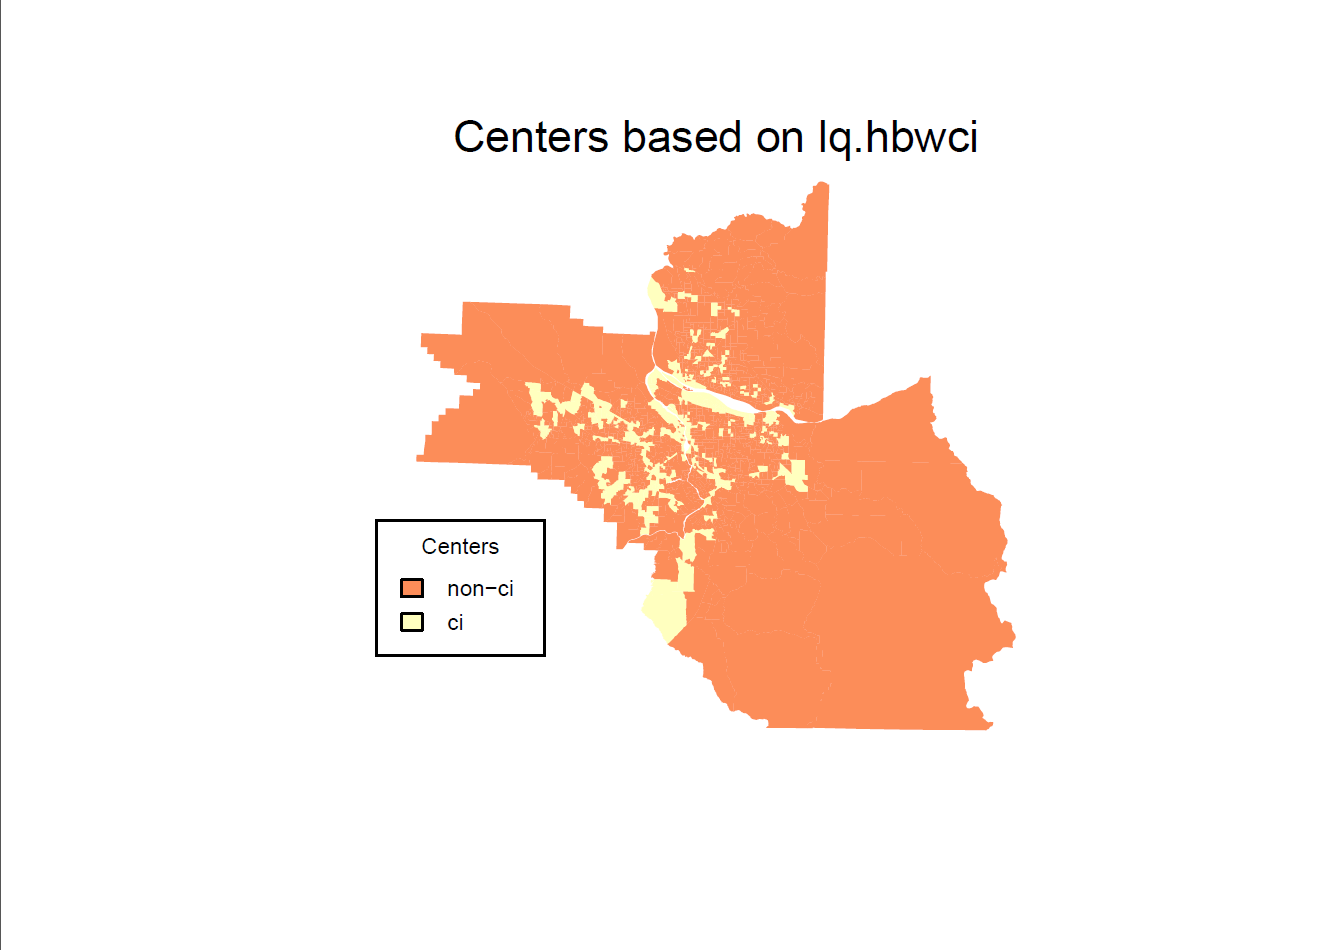 Centers based on lq.hbwci
Centers
non−ci
ci